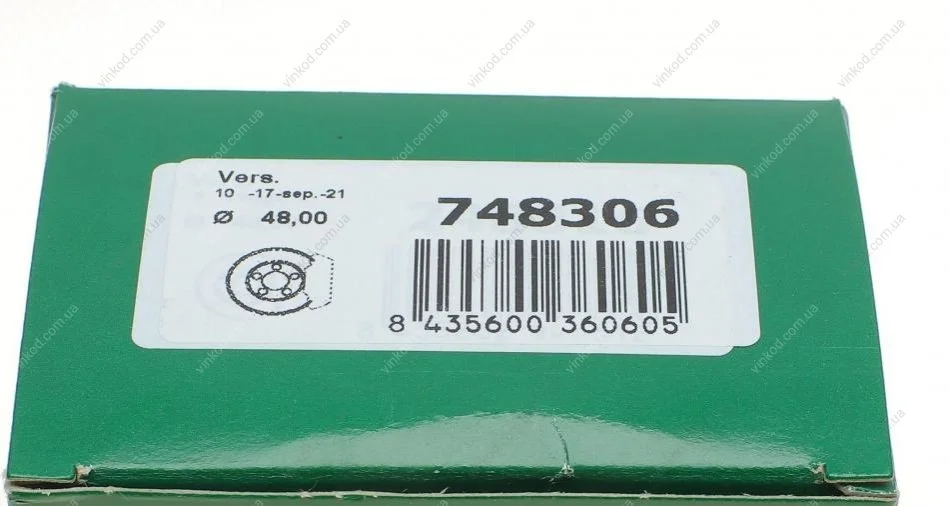 Vers.
10 -17-sep.-21
Ø 48,00
748306
8 435600 360605
vinkod.com.ua